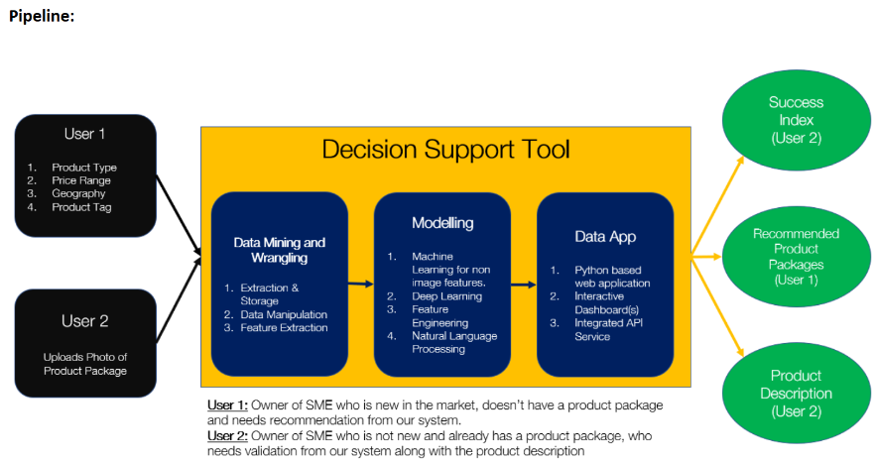 Pipeline:
User 1
1. Product Type
2. Price Range
3. Geography
4. Product Tag
User 2
Uploads Photo of
Product Package
Decision Support Tool
Data Mining and
Wrangling
1. Extraction &
Storage
2. Data Manipulation
3. Feature Extraction
Modelling
1. Machine
Learning for non
image features.
2. Deep Learning
3. Feature
Engineering
4. Natural Language
Processing
Data App
1. Python based
web application
2. Interactive
Dashboard(s)
3. Integrated API
Service
Success
Index
(User 2)
Recommended
Product
Packages
(User 1)
Product
Description
(User 2)
User 1: Owner of SME who is new in the market, doesn't have a product package
and needs recommendation from our system.
User 2: Owner of SME who is not new and already has a product package, who
needs validation from our system along with the product description